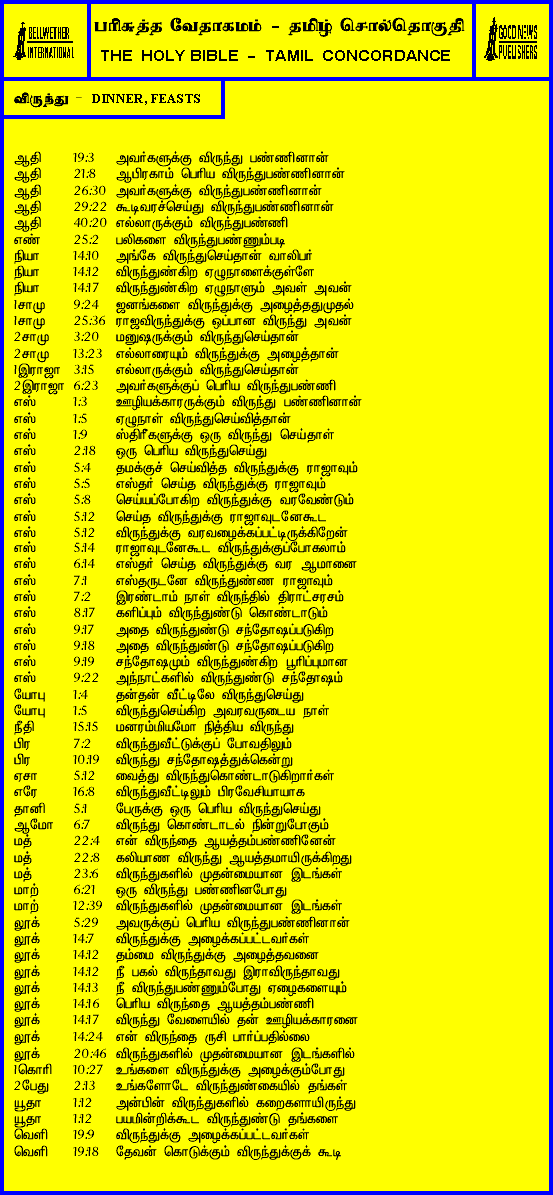 BELLWETHER
INTERNATIONAL
பரிசுத்த வேதாகமம் - தமிழ் சொல்தொகுதி
THE HOLY BIBLE - TAMIL CONCORDANCE
GOOD NEWS
PUBLISHERS
விருந்து - DINNER, FEASTS
ஆதி 19:3 அவர்களுக்கு விருந்து பண்ணினான்
ஆதி 21:8 ஆபிரகாம் பெரிய விருந்துபண்ணினான்
ஆதி 26:30 அவர்களுக்கு விருந்துபண்ணினான்
ஆதி 29:22 கூடிவரச்செய்து விருந்துபண்ணினான்
ஆதி 40:20 எல்லாருக்கும் விருந்துபண்ணி
எண் 25:2 பலிகளை விருந்துபண்ணும்படி
நியா 14:10 அங்கே விருந்துசெய்தான் வாலிபர்
நியா 14:12 விருந்துண்கிற ஏழுநாளைக்குள்ளே
நியா 14:17 விருந்துண்கிற ஏழுநாளும் அவள் அவன்
1சாமு 9:24 ஜனங்களை விருந்துக்கு அழைத்ததுமுதல்
1சாமு 25:36 ராஜவிருந்துக்கு ஒப்பான விருந்து அவன்
2சாமு 3:20 மனுஷருக்கும் விருந்துசெய்தான்
2சாமு 13:23 எல்லாரையும் விருந்துக்கு அழைத்தான்
1இராஜா 3:15 எல்லாருக்கும் விருந்துசெய்தான்
2இராஜா 6:23 அவர்களுக்குப் பெரிய விருந்துபண்ணி
எஸ் 1:3 ஊழியக்காரருக்கும் விருந்து பண்ணினான்
எஸ் 1:5 ஏழுநாள் விருந்துசெய்வித்தான்
எஸ் 1:9 ஸ்திரீகளுக்கு ஒரு விருந்து செய்தாள்
எஸ் 2:18 ஒரு பெரிய விருந்துசெய்து
எஸ் 5:4 தமக்குச் செய்வித்த விருந்துக்கு ராஜாவும்
எஸ் 5:5 எஸ்தர் செய்த விருந்துக்கு ராஜாவும்
எஸ் 5:8 செய்யப்போகிற விருந்துக்கு வரவேண்டும்
எஸ் 5:12 செய்த விருந்துக்கு ராஜாவுடனேகூட
எஸ் 5:12 விருந்துக்கு வரவழைக்கப்பட்டிருக்கிறேன்
எஸ் 5:14 ராஜாவுடனேகூட விருந்துக்குப்போகலாம்
எஸ் 6:14 எஸ்தர் செய்த விருந்துக்கு வர ஆமானை
எஸ் 7:1 எஸ்தருடனே விருந்துண்ண ராஜாவும்
எஸ் 7:2 இரண்டாம் நாள் விருந்தில் திராட்சரசம்
எஸ் 8:17 களிப்பும் விருந்துண்டு கொண்டாடும்
எஸ் 9:17 அதை விருந்துண்டு சந்தோஷப்படுகிற
எஸ் 9:18 அதை விருந்துண்டு சந்தோஷப்படுகிற
எஸ் 9:19 சந்தோஷமும் விருந்துண்கிற பூரிப்புமான
எஸ் 9:22 அந்நாட்களில் விருந்துண்டு சந்தோஷம்
யோபு 1:4 தன்தன் வீட்டிலே விருந்துசெய்து
யோபு 1:5 விருந்துசெய்கிற அவரவருடைய நாள்
நீதி 15:15 மனரம்மியமோ நித்திய விருந்து
பிர 7:2 விருந்துவீட்டுக்குப் போவதிலும்
பிர 10:19 விருந்து சந்தோஷத்துக்கென்று
ஏசா 5:12 வைத்து விருந்துகொண்டாடுகிறார்கள்
எரே 16:8 விருந்துவீட்டிலும் பிரவேசியாயாக
தானி 5:1 பேருக்கு ஒரு பெரிய விருந்துசெய்து
ஆமோ 6:7 விருந்து கொண்டாடல் நின்றுபோகும்
மத் 22:4 என் விருந்தை ஆயத்தம்பண்ணினேன்
மத் 22:8 கலியாண விருந்து ஆயத்தமாயிருக்கிறது
மத் 23:6 விருந்துகளில் முதன்மையான இடங்கள்
மாற் 6:21 ஒரு விருந்து பண்ணினபோது
மாற் 12:39 விருந்துகளில் முதன்மையான இடங்கள்
லூக் 5:29 அவருக்குப் பெரிய விருந்துபண்ணினான்
லூக் 14:7 விருந்துக்கு அழைக்கப்பட்டவர்கள்
லூக் 14:12 தம்மை விருந்துக்கு அழைத்தவனை
லூக் 14:12 நீ பகல் விருந்தாவது இராவிருந்தாவது
லூக் 14:13 நீ விருந்துபண்ணும்போது ஏழைகளையும்
லூக் 14:16 பெரிய விருந்தை ஆயத்தம்பண்ணி
லூக் 14:17 விருந்து வேளையில் தன் ஊழியக்காரனை
லூக் 14:24 என் விருந்தை ருசி பார்ப்பதில்லை
லூக் 20:46 விருந்துகளில் முதன்மையான இடங்களில்
1கொரி 10:27 உங்களை விருந்துக்கு அழைக்கும்போது
2பேது 2:13 உங்களோடே விருந்துண்கையில் தங்கள்
யூதா 1:12 அன்பின் விருந்துகளில் கறைகளாயிருந்து
யூதா 1:12 பயமின்றிக்கூட விருந்துண்டு தங்களை
வெளி 19:9 விருந்துக்கு அழைக்கப்பட்டவர்கள்
வெளி 19:18 தேவன் கொடுக்கும் விருந்துக்குக் கூடி